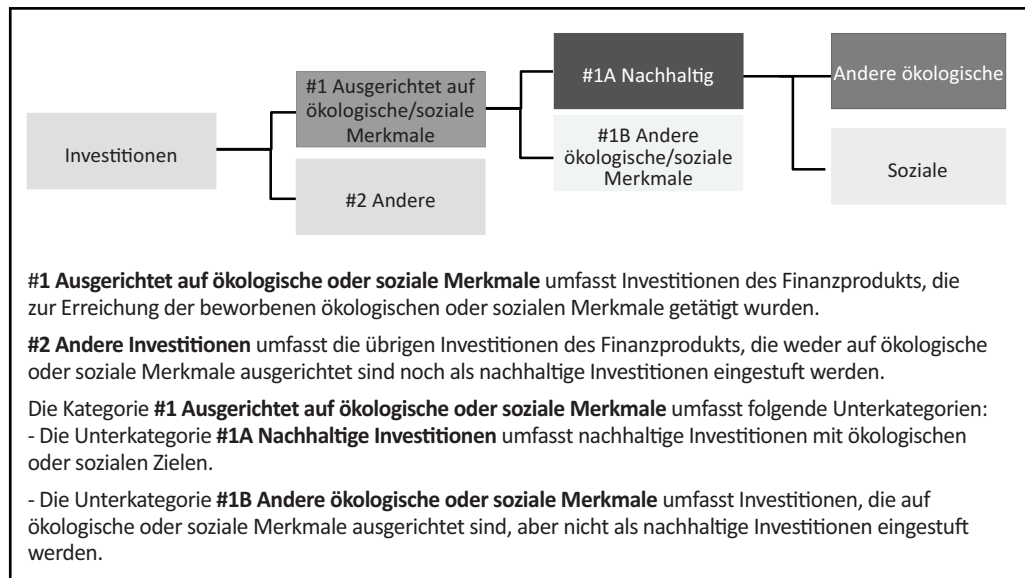 #1A Nachhaltig
Andere ökologische
#1 Ausgerichtet auf
ökologische/soziale
Merkmale
Investitionen
#1B Andere
ökologische/soziale
Merkmale
Soziale
#2 Andere
#1 Ausgerichtet auf ökologische oder soziale Merkmale umfasst Investitionen des Finanzprodukts, die
zur Erreichung der beworbenen ökologischen oder sozialen Merkmale getätigt wurden.
#2 Andere Investitionen umfasst die übrigen Investitionen des Finanzprodukts, die weder auf ökologische
oder soziale Merkmale ausgerichtet sind noch als nachhaltige Investitionen eingestuft werden.
Die Kategorie #1 Ausgerichtet auf ökologische oder soziale Merkmale umfasst folgende Unterkategorien:
- Die Unterkategorie #1A Nachhaltige Investitionen umfasst nachhaltige Investitionen mit ökologischen
oder sozialen Zielen.
- Die Unterkategorie #1B Andere ökologische oder soziale Merkmale umfasst Investitionen, die auf
ökologische oder soziale Merkmale ausgerichtet sind, aber nicht als nachhaltige Investitionen eingestuft
werden.